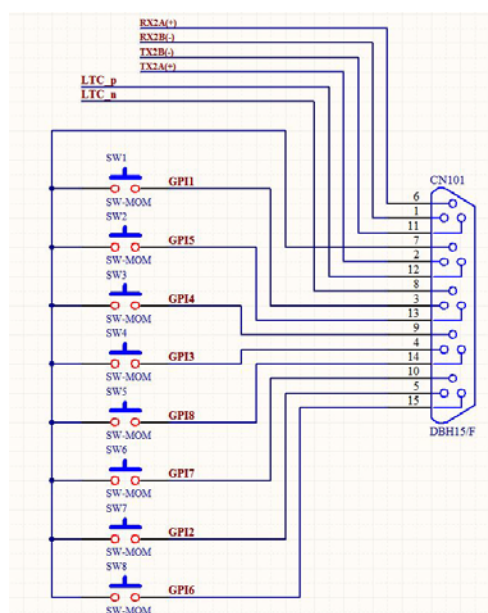 RX2A(+)
RX2B(-)
TX2B(-)
TX2A(+)
LTC_p
LTC_n
SW1
GPI1
SW-MOM
SW2
GPI5
SW-MOM
SW3
GPI4
SW-MOM
SW4
GPI3
SW-MOM
SW5
GPI8
SW-MOM
SW6
GPI7
SW-MOM
SW7
GPI2
SW-MOM
SW8
GPI6
SW-MOM
CN101
6
1
11
7
2
12
8
3
13
9
4
14
10
5
15
DBH15/F